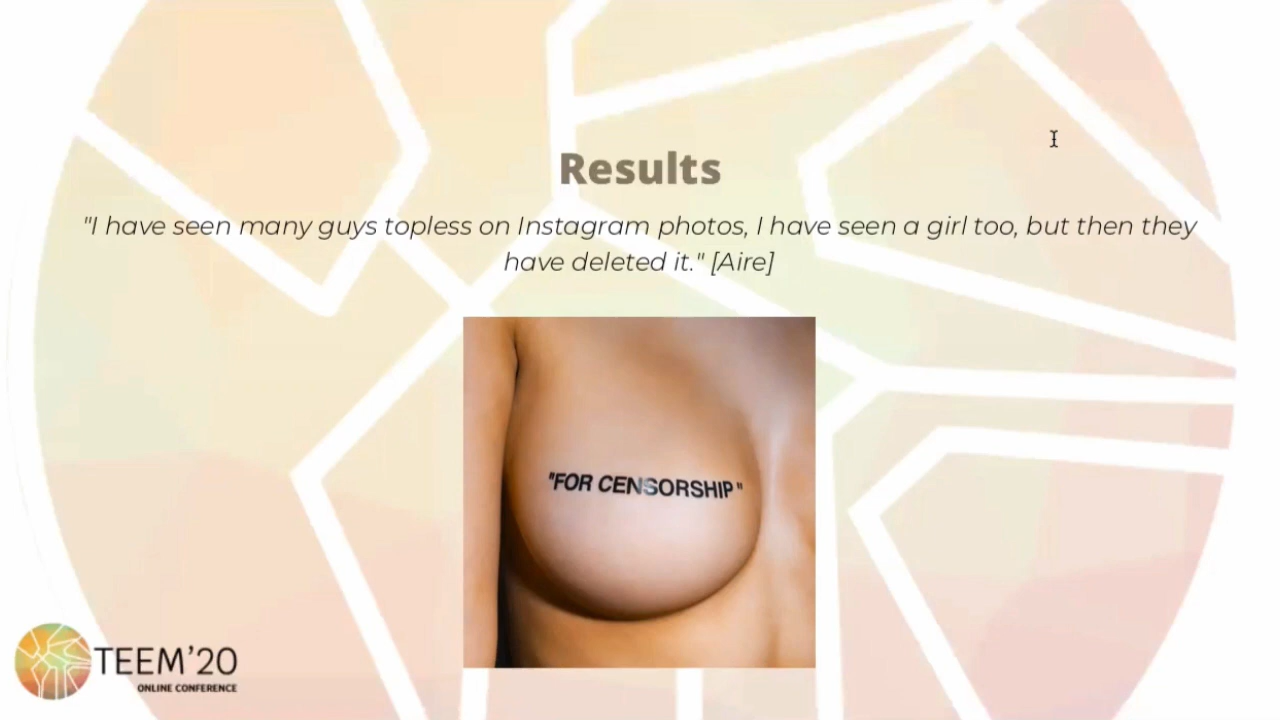 Results
"I have seen many guys topless on Instagram photos, I have seen a girl too, but then they
have deleted it." [Aire]
"FOR CENSORSHIP"
TEEM'20
ONLINE CONFERENCE